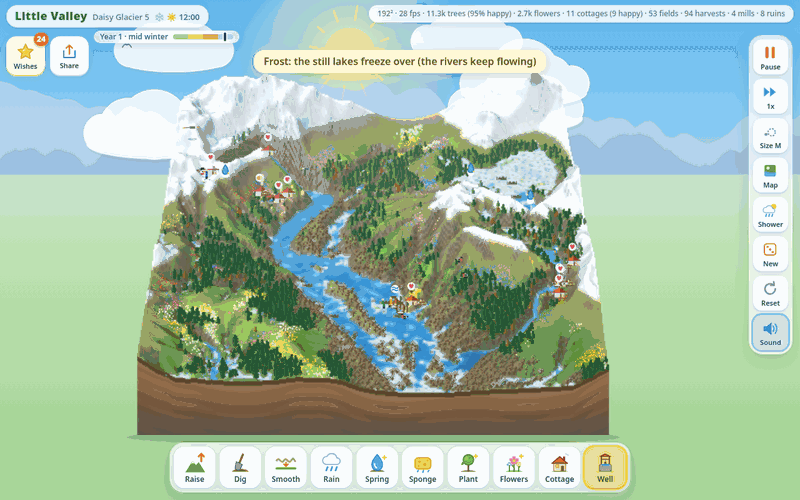 Little Valley Daisy Glacier 5 12:00
192² · 28 fps · 11.3k trees (95% happy) · 2.7k flowers · 11 cottages (9 happy) · 53 fields · 94 harvests · 4 mills · 8 ruins
Year 1 · mid winter
24
Wishes
Share
Frost: the still lakes freeze over (the rivers keep flowing)
Pause
1x
Size M
Map
Shower
New
Reset
Sound
Raise
Dig
Smooth
Rain
Spring
Sponge
Plant
Flowers
Cottage
Well